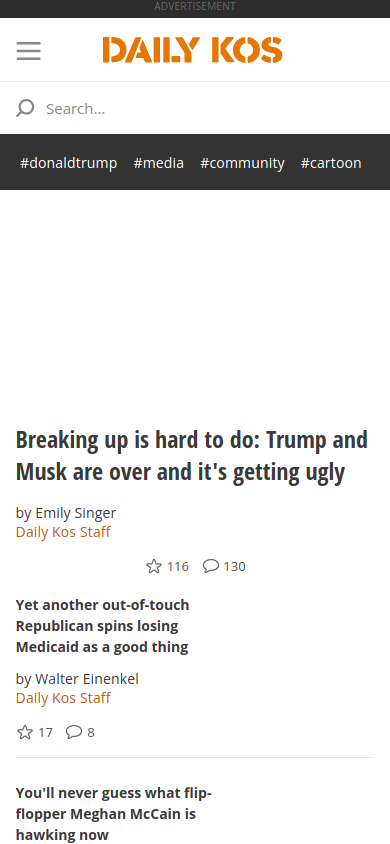 ADVERTISEMENT
DAILY KOS
Search...
#donaldtrump #media #community #cartoon
Breaking up is hard to do: Trump and
Musk are over and it's getting ugly
by Emily Singer
Daily Kos Staff
116 130
Yet another out-of-touch
Republican spins losing
Medicaid as a good thing
by Walter Einenkel
Daily Kos Staff
17 8
You'll never guess what flip-
flopper Meghan McCain is
hawking now